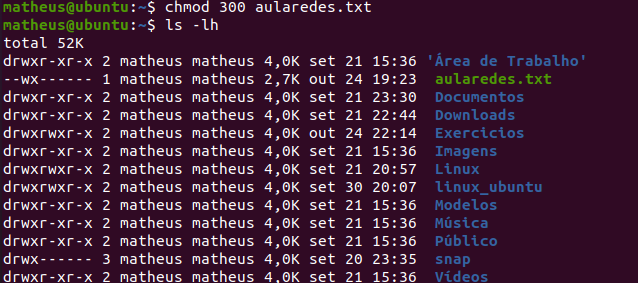 matheus@ubuntu:~$ chmod 300 aularedes.txt
matheus@ubuntu:~$ ls -lh
total 52K
drwxr-xr-x 2 matheus matheus 4,0K set 21 15:36 'Área de Trabalho'
--wx------ 1 matheus matheus 2,7K out 24 19:23 aularedes.txt
drwxr-xr-x 2 matheus matheus 4,0K set 21 23:30 Documentos
drwxr-xr-x 2 matheus matheus 4,0K set 21 22:44 Downloads
drwxrwxr-x 2 matheus matheus 4,0K out 24 22:14 Exercicios
drwxr-xr-x 2 matheus matheus 4,0K set 21 15:36 Imagens
drwxrwxr-x 2 matheus matheus 4,0K set 21 20:57 Linux
drwxrwxr-x 2 matheus matheus 4,0K set 30 20:07 linux_ubuntu
drwxr-xr-x 2 matheus matheus 4,0K set 21 15:36 Modelos
drwxr-xr-x 2 matheus matheus 4,0K set 21 15:36 Música
drwxr-xr-x 2 matheus matheus 4,0K set 21 15:36 Público
drwx------ 3 matheus matheus 4,0K set 20 23:35 snap
drwxr-xr-x 2 matheus matheus 4,0K set 21 15:36 Vídeos